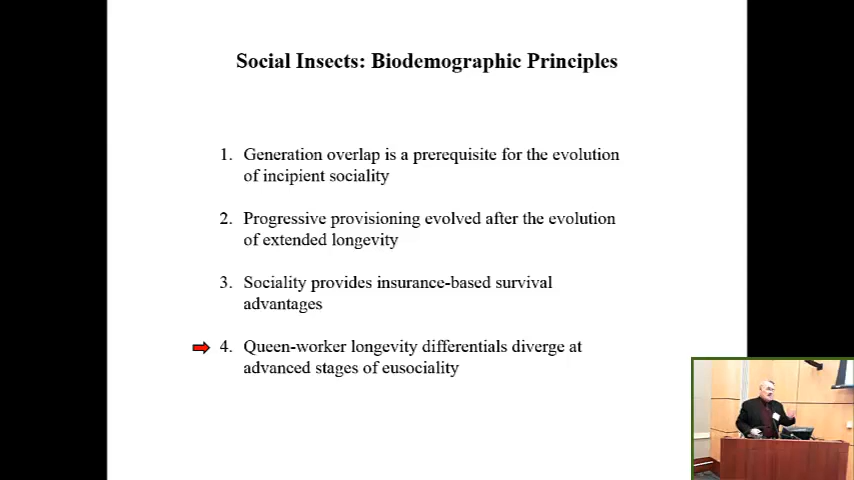 Social Insects: Biodemographic Principles
1. Generation overlap is a prerequisite for the evolution
of incipient sociality
2. Progressive provisioning evolved after the evolution
of extended longevity
3. Sociality provides insurance-based survival
advantages
4. Queen-worker longevity differentials diverge at
advanced stages of eusociality